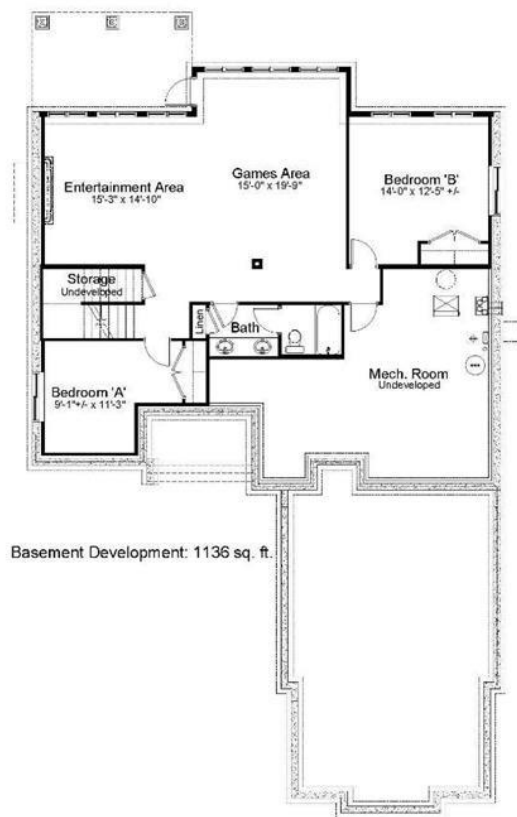 Entertainment Area
15'-3" x 14'-10"
Games Area
15'-0" x 19'-9"
Bedroom 'B'
14'-0" x 12'-5" +/-
Storage
Undeveloped
Linen
Bath
Bedroom 'A'
9'-1"+/- x 11'-3"
Mech. Room
Undeveloped
Basement Development: 1136 sq. ft.